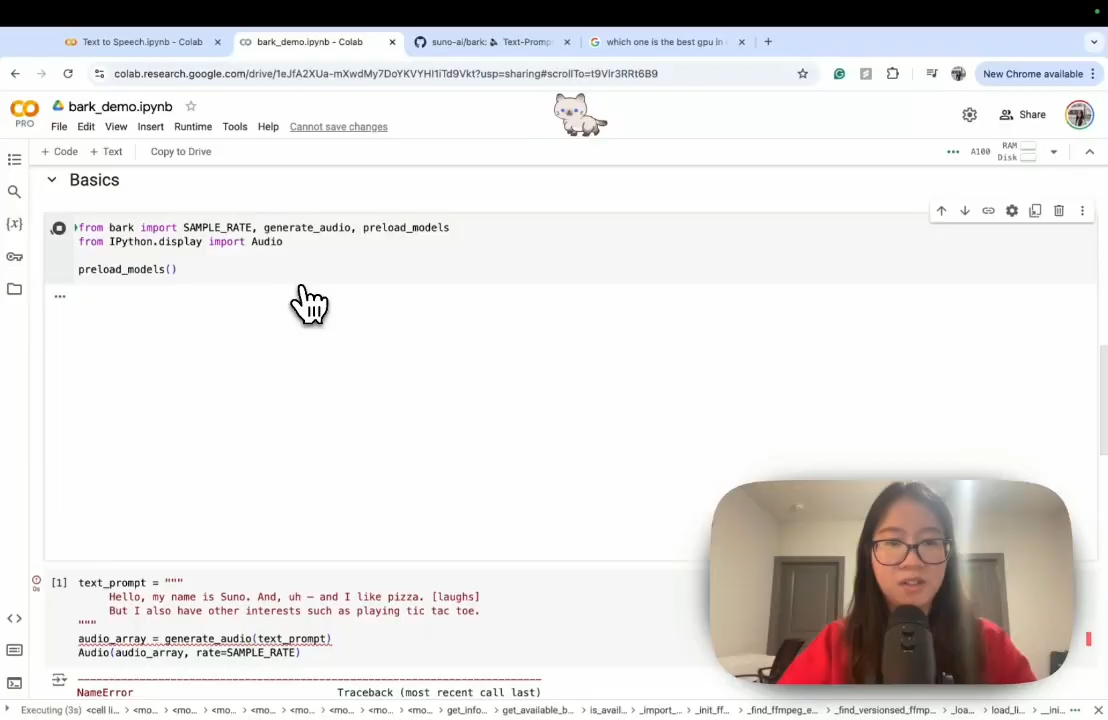 Text to Speech.ipynb - Colab
bark_demo.ipynb - Colab
suno-ai/bark: 🔊 Text-Promp
which one is the best gpu in
colab.research.google.com/drive/1eJfA2XUa-mXwdMy7DoYKVYHI1iTd9Vkt?usp=sharing#scrollTo=t9Vlr3RRt6B9
New Chrome available
PRO
bark_demo.ipynb
File Edit View Insert Runtime Tools Help Cannot save changes
Share
+ Code + Text Copy to Drive
A100 RAM
Disk
Basics
from bark import SAMPLE_RATE, generate_audio, preload_models
from IPython.display import Audio
preload_models()
...
[1] text_prompt = """
0s
Hello, my name is Suno. And, uh — and I like pizza. [laughs]
But I also have other interests such as playing tic tac toe.
"""
audio_array = generate_audio(text_prompt)
Audio(audio_array, rate=SAMPLE_RATE)
---------------------------------------------------------------------------
NameError Traceback (most recent call last)
Executing (3s) <cell li... <mo... <mo... <mo... <mo... <mo... <mo... <mo... get_info... get_available_b... is_avail... _import_... _init_ff... _find_ffmpeg_e... _find_versionsed_ffmp... _loa... load_li... __ini...